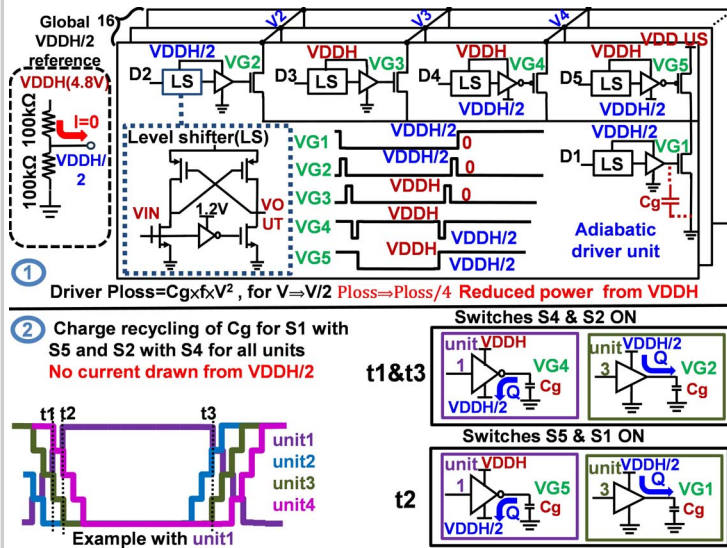 Global 16
VDDH/2
reference
VDDH(4.8V)
100kΩ
I=0
VDDH/
2
100kΩ
V2
V3
V4
VDD_US
VDDH/2
VG2
D2
LS
VDDH
VG3
D3
LS
VDDH
VG4
D4
LS
VDDH/2
VDDH
VG5
D5
LS
VDDH/2
Level shifter(LS)
VIN
1.2V
VO
UT
VG1
VDDH/2
0
VG2
VDDH/2
0
VG3
VDDH
0
VG4
VDDH
VDDH/2
VG5
VDDH
VDDH/2
VDDH/2
VG1
D1
LS
Cg
Adiabatic
driver unit
1
Driver Ploss=Cg×f×V², for V⇒V/2 Ploss⇒Ploss/4 Reduced power from VDDH
2
Charge recycling of Cg for S1 with
S5 and S2 with S4 for all units
No current drawn from VDDH/2
t1 t2
t3
unit1
unit2
unit3
unit4
Example with unit1
Switches S4 & S2 ON
t1&t3
unit VDDH
1
VG4
Q
Cg
VDDH/2
unit VDDH/2
3
Q
VG2
Cg
Switches S5 & S1 ON
t2
unit VDDH
1
VG5
Q
Cg
VDDH/2
unit VDDH/2
3
Q
VG1
Cg